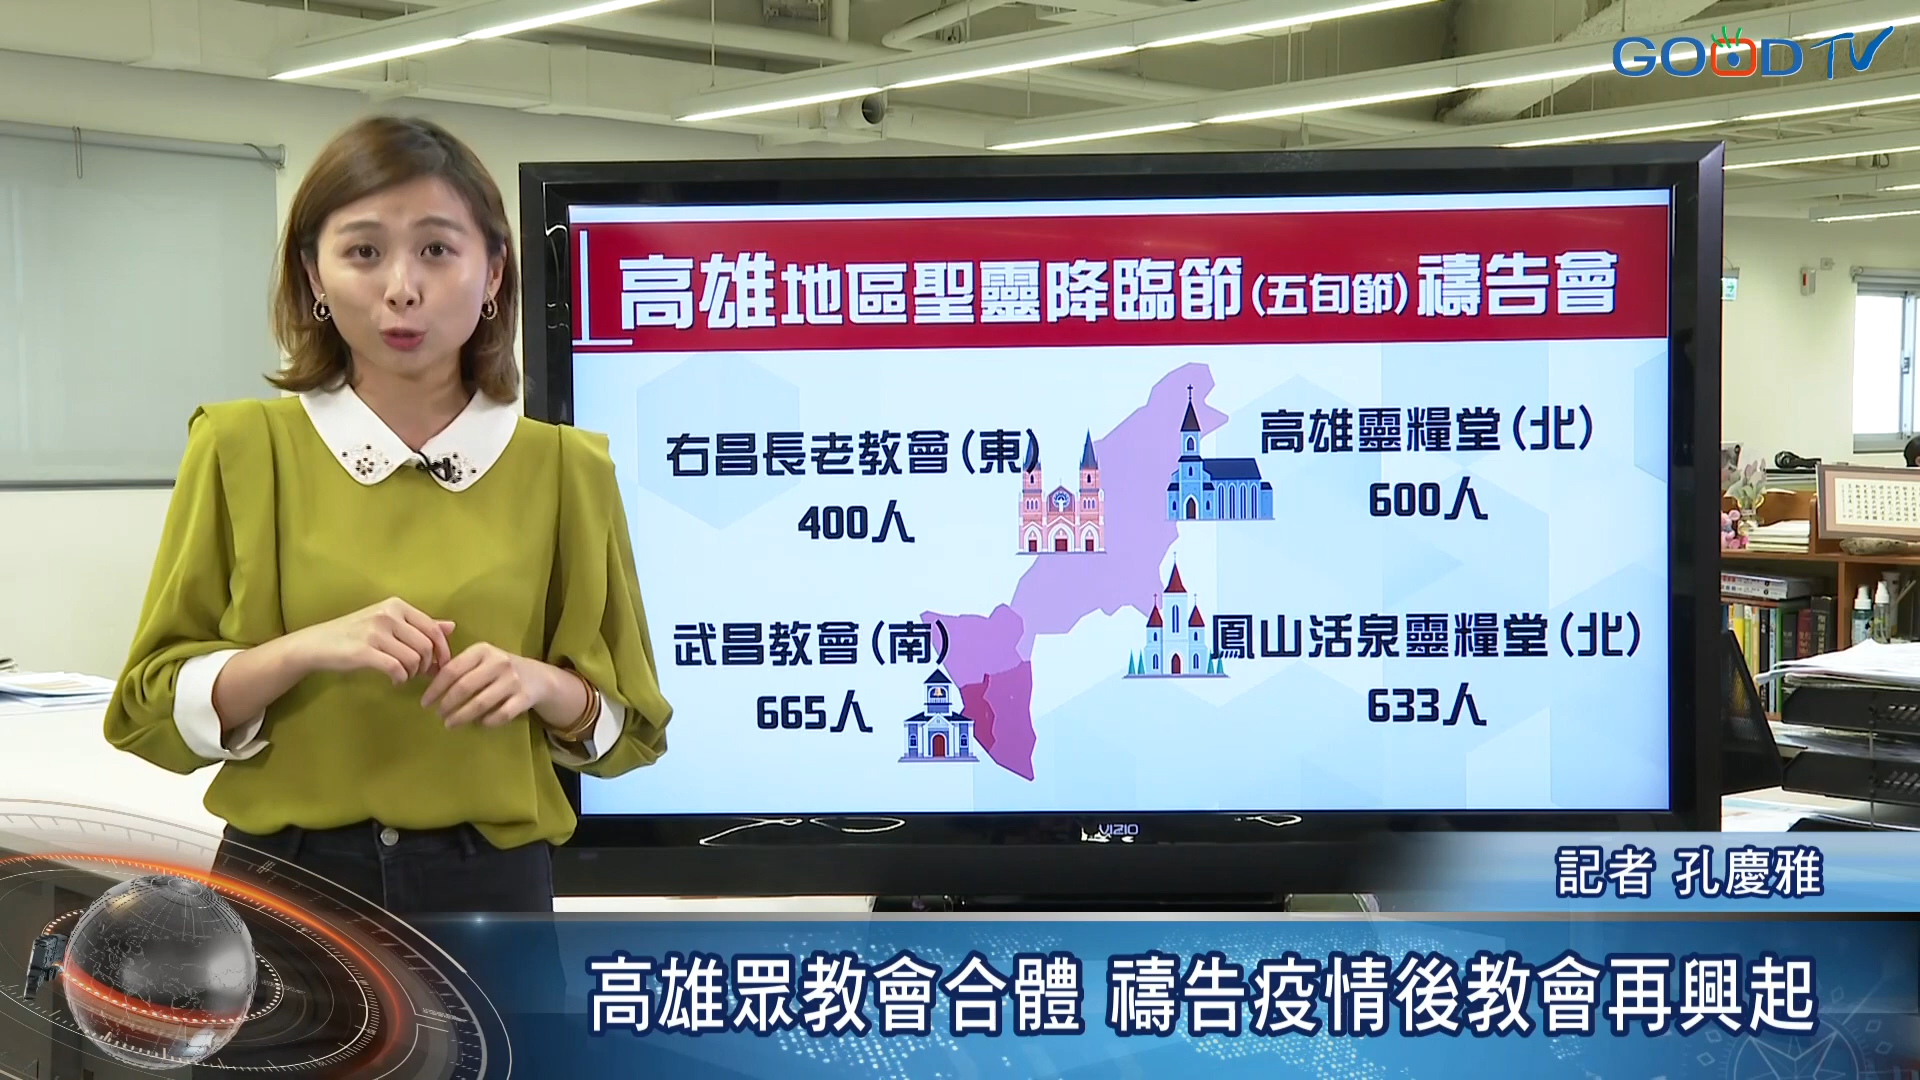 GOOD TV
高雄地區聖靈降臨節(五旬節)禱告會
右昌長老教會(東)
400人
高雄靈糧堂(北)
600人
武昌教會(南)
665人
鳳山活泉靈糧堂(北)
633人
VIZIO
記者 孔慶雅
高雄眾教會合體 禱告疫情後教會再興起